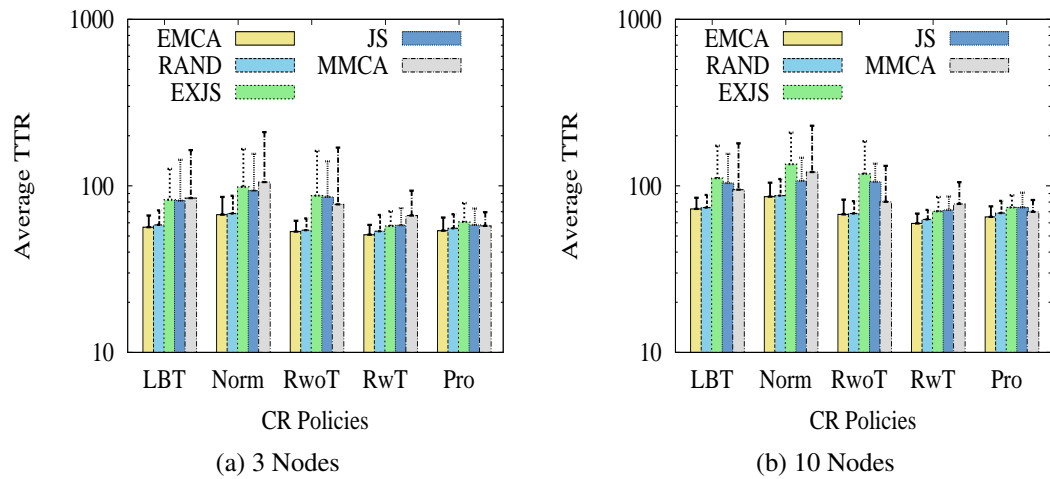 1000
100
10
Average TTR
EMCA
RAND
EXJS
JS
MMCA
LBT Norm RwoT RwT Pro
CR Policies
(a) 3 Nodes
1000
100
10
Average TTR
EMCA
RAND
EXJS
JS
MMCA
LBT Norm RwoT RwT Pro
CR Policies
(b) 10 Nodes